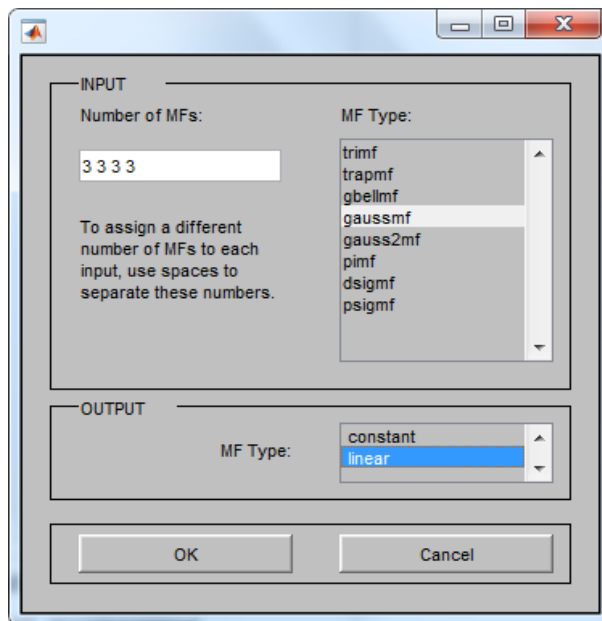 INPUT
Number of MFs:
3 3 3 3
To assign a different
number of MFs to each
input, use spaces to
separate these numbers.
MF Type:
trimf
trapmf
gbellmf
gaussmf
gauss2mf
pimf
dsigmf
psigmf
OUTPUT
MF Type:
constant
linear
OK
Cancel